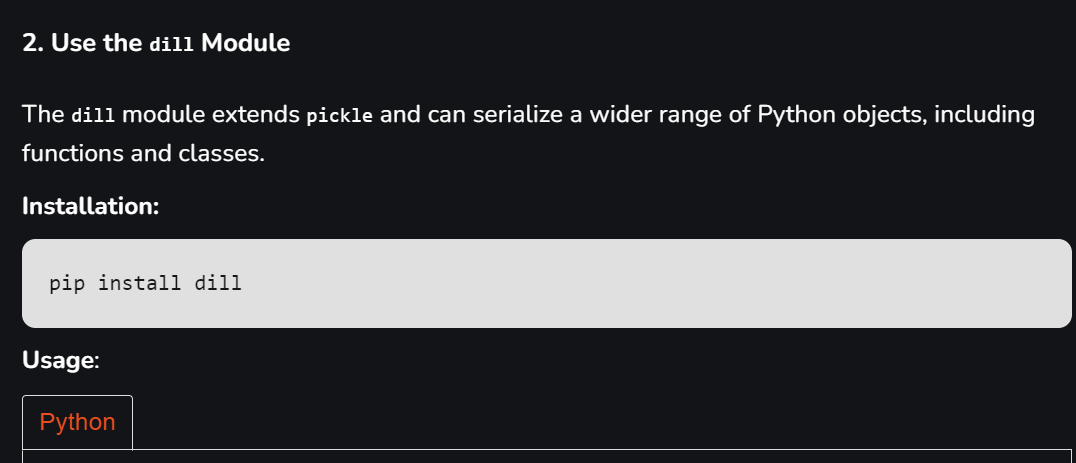 2. Use the dill Module
The dill module extends pickle and can serialize a wider range of Python objects, including
functions and classes.
Installation:
pip install dill
Usage:
Python